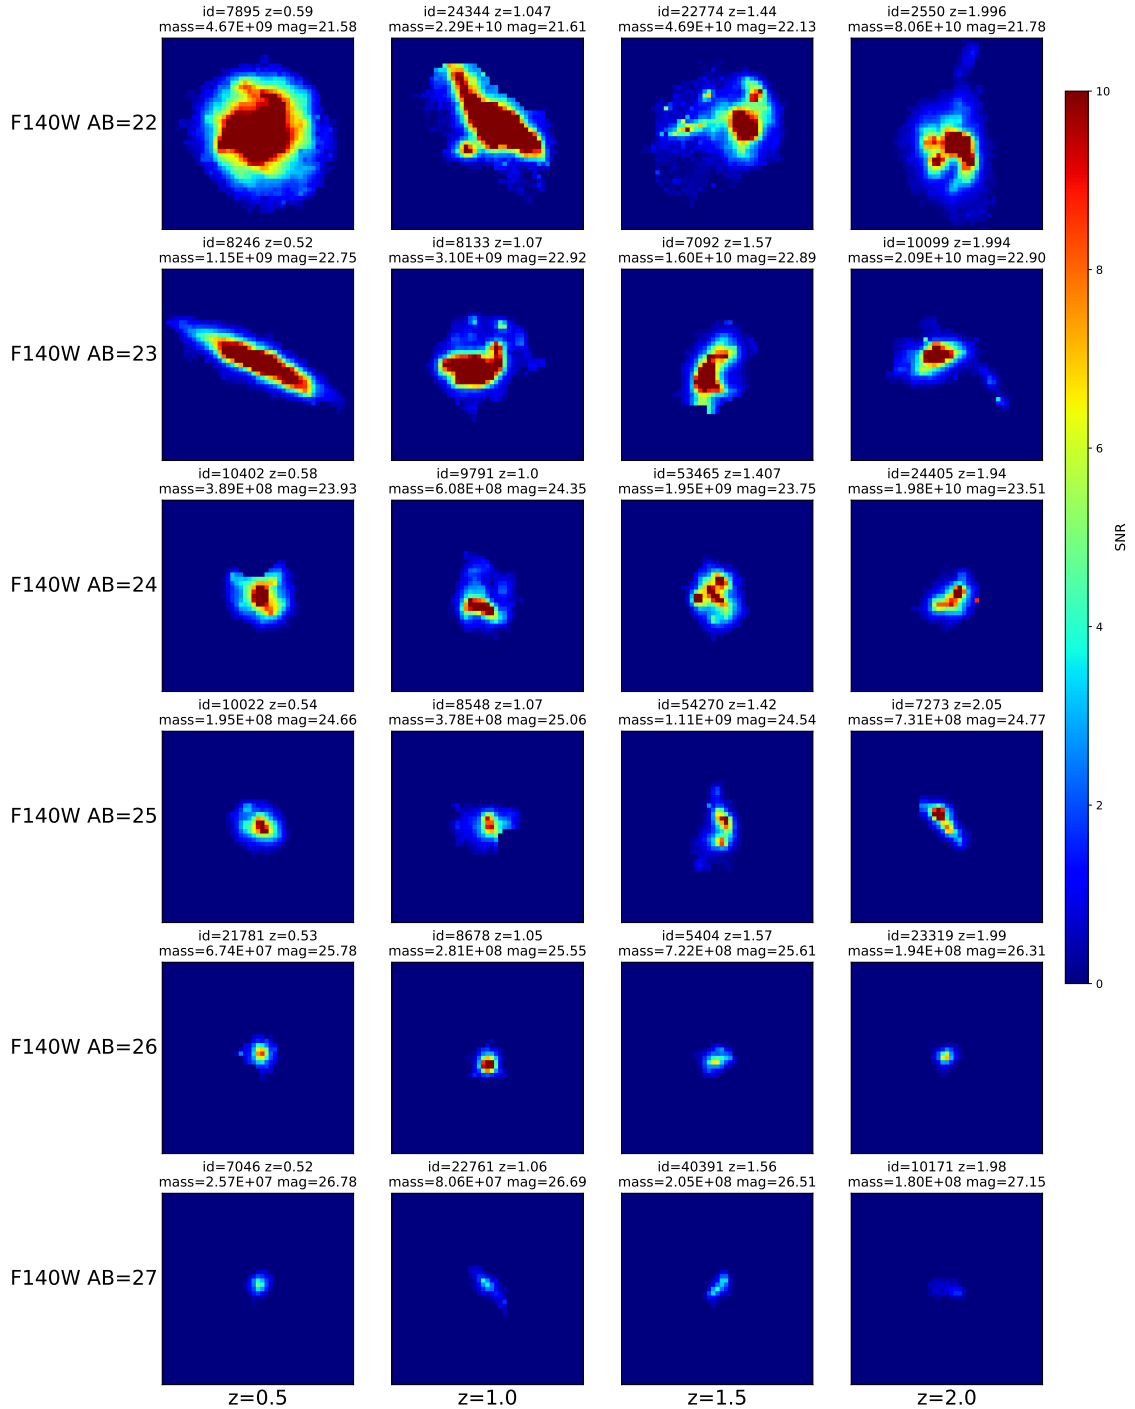 id=7895 z=0.59
mass=4.67E+09 mag=21.58
id=24344 z=1.047
mass=2.29E+10 mag=21.61
id=22774 z=1.44
mass=4.69E+10 mag=22.13
id=2550 z=1.996
mass=8.06E+10 mag=21.78
F140W AB=22
id=8246 z=0.52
mass=1.15E+09 mag=22.75
id=8133 z=1.07
mass=3.10E+09 mag=22.92
id=7092 z=1.57
mass=1.60E+10 mag=22.89
id=10099 z=1.994
mass=2.09E+10 mag=22.90
F140W AB=23
id=10402 z=0.58
mass=3.89E+08 mag=23.93
id=9791 z=1.0
mass=6.08E+08 mag=24.35
id=53465 z=1.407
mass=1.95E+09 mag=23.75
id=24405 z=1.94
mass=1.98E+10 mag=23.51
F140W AB=24
id=10022 z=0.54
mass=1.95E+08 mag=24.66
id=8548 z=1.07
mass=3.78E+08 mag=25.06
id=54270 z=1.42
mass=1.11E+09 mag=24.54
id=7273 z=2.05
mass=7.31E+08 mag=24.77
F140W AB=25
id=21781 z=0.53
mass=6.74E+07 mag=25.78
id=8678 z=1.05
mass=2.81E+08 mag=25.55
id=5404 z=1.57
mass=7.22E+08 mag=25.61
id=23319 z=1.99
mass=1.94E+08 mag=26.31
F140W AB=26
id=7046 z=0.52
mass=2.57E+07 mag=26.78
id=22761 z=1.06
mass=8.06E+07 mag=26.69
id=40391 z=1.56
mass=2.05E+08 mag=26.51
id=10171 z=1.98
mass=1.80E+08 mag=27.15
F140W AB=27
z=0.5
z=1.0
z=1.5
z=2.0
10
8
6
4
2
0
SNR